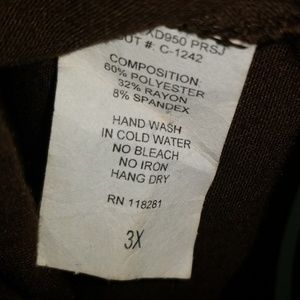 XD950 PRSJ
CUT #: C-1242
COMPOSITION:
60% POLYESTER
32% RAYON
8% SPANDEX
HAND WASH
IN COLD WATER
NO BLEACH
NO IRON
HANG DRY
RN 118281
3X